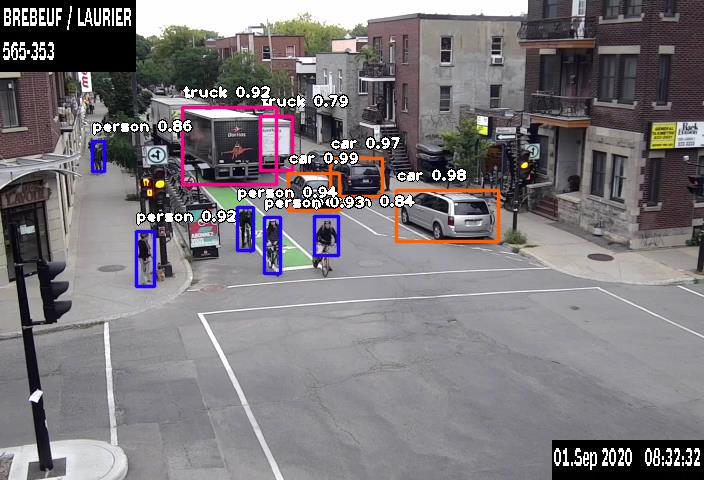 BREBEUF / LAURIER
565-353
truck 0.92
truck 0.79
person 0.86
car 0.97
car 0.99
car 0.98
person 0.94
person 0.93
0.84
person 0.92
Doritos
01.Sep 2020 08:32:32